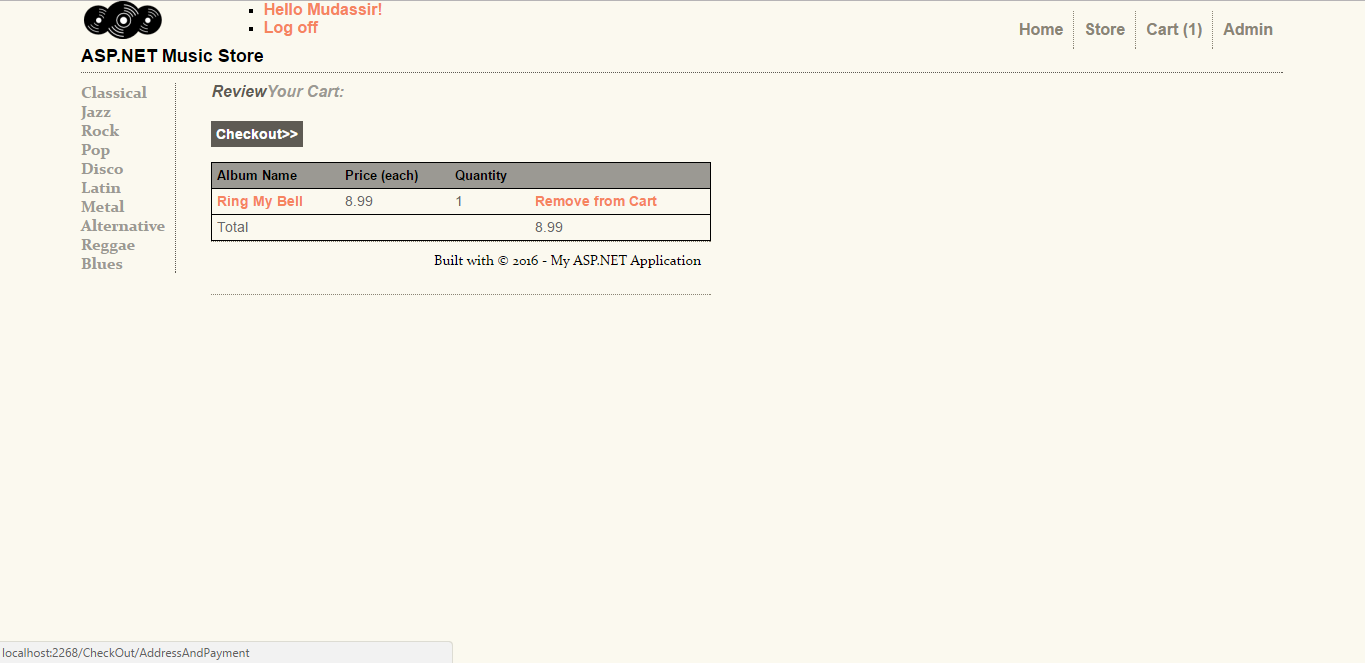 Hello Mudassir!
Log off
Home Store Cart (1) Admin
ASP.NET Music Store
Classical
Jazz
Rock
Pop
Disco
Latin
Metal
Alternative
Reggae
Blues
ReviewYour Cart:
Checkout>>
Album Name Price (each) Quantity
Ring My Bell 8.99 1 Remove from Cart
Total 8.99
Built with © 2016 - My ASP.NET Application
localhost:2268/CheckOut/AddressAndPayment